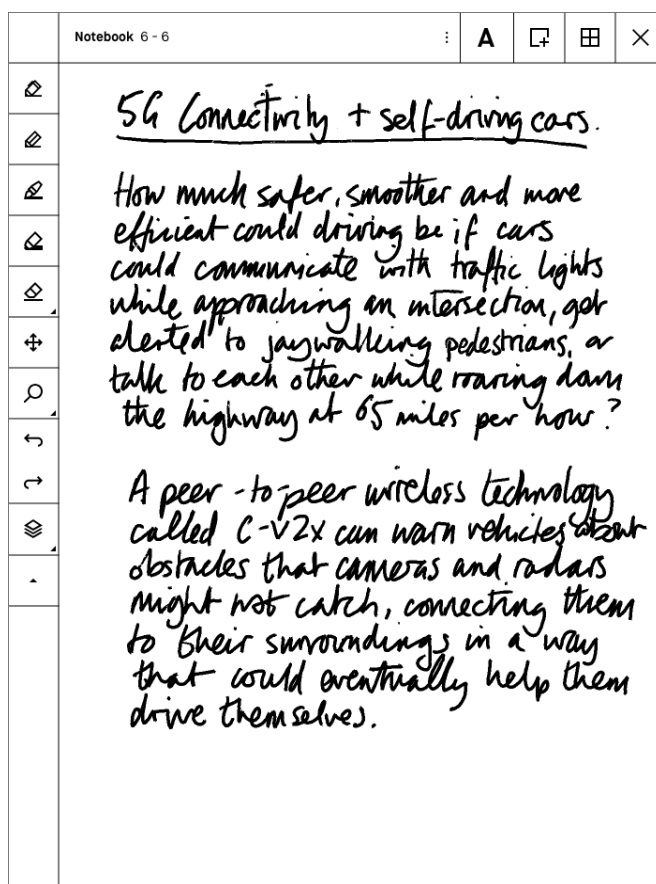 Notebook 6 - 6
A
5G Connectivity + self-driving cars.
How much safer, smoother and more
efficient could driving be if cars
could communicate with traffic lights
while approaching an intersection, get
alerted to jaywalking pedestrians, or
talk to each other while roaring down
the highway at 65 miles per hour?
A peer-to-peer wireless technology
called C-V2X can warn vehicles about
obstacles that cameras and radars
might not catch, connecting them
to their surroundings in a way
that could eventually help them
drive themselves.